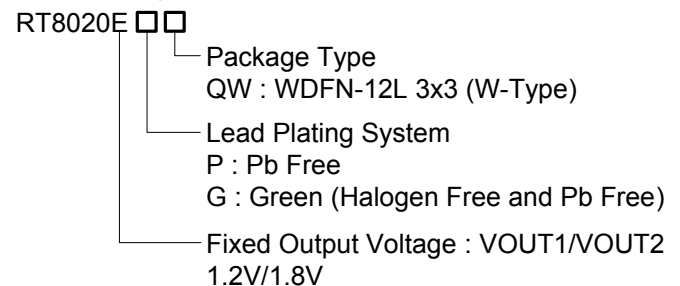 RT8020E □ □
Package Type
QW : WDFN-12L 3x3 (W-Type)
Lead Plating System
P : Pb Free
G : Green (Halogen Free and Pb Free)
Fixed Output Voltage : VOUT1/VOUT2
1.2V/1.8V